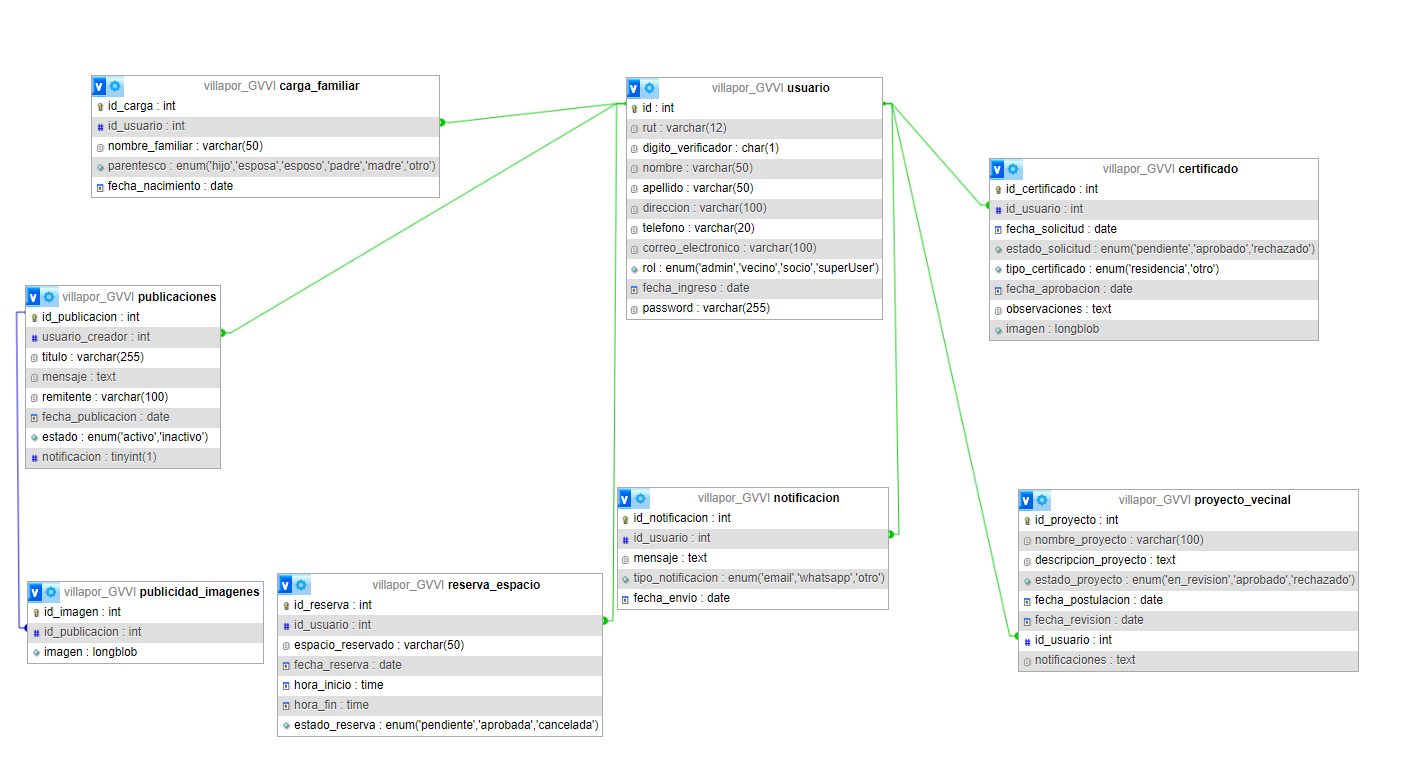 villapor_GVVI carga_familiar
id_carga : int
id_usuario : int
nombre_familiar : varchar(50)
parentesco : enum('hijo','esposa','esposo','padre','madre','otro')
fecha_nacimiento : date
villapor_GVVI usuario
id : int
rut : varchar(12)
digito_verificador : char(1)
nombre : varchar(50)
apellido : varchar(50)
direccion : varchar(100)
telefono : varchar(20)
correo_electronico : varchar(100)
rol : enum('admin','vecino','socio','superUser')
fecha_ingreso : date
password : varchar(255)
villapor_GVVI certificado
id_certificado : int
id_usuario : int
fecha_solicitud : date
estado_solicitud : enum('pendiente','aprobado','rechazado')
tipo_certificado : enum('residencia','otro')
fecha_aprobacion : date
observaciones : text
imagen : longblob
villapor_GVVI publicaciones
id_publicacion : int
usuario_creador : int
titulo : varchar(255)
mensaje : text
remitente : varchar(100)
fecha_publicacion : date
estado : enum('activo','inactivo')
notificacion : tinyint(1)
villapor_GVVI notificacion
id_notificacion : int
id_usuario : int
mensaje : text
tipo_notificacion : enum('email','whatsapp','otro')
fecha_envio : date
villapor_GVVI proyecto_vecinal
id_proyecto : int
nombre_proyecto : varchar(100)
descripcion_proyecto : text
estado_proyecto : enum('en_revision','aprobado','rechazado')
fecha_postulacion : date
fecha_revision : date
id_usuario : int
notificaciones : text
villapor_GVVI publicidad_imagenes
id_imagen : int
id_publicacion : int
imagen : longblob
villapor_GVVI reserva_espacio
id_reserva : int
id_usuario : int
espacio_reservado : varchar(50)
fecha_reserva : date
hora_inicio : time
hora_fin : time
estado_reserva : enum('pendiente','aprobada','cancelada')